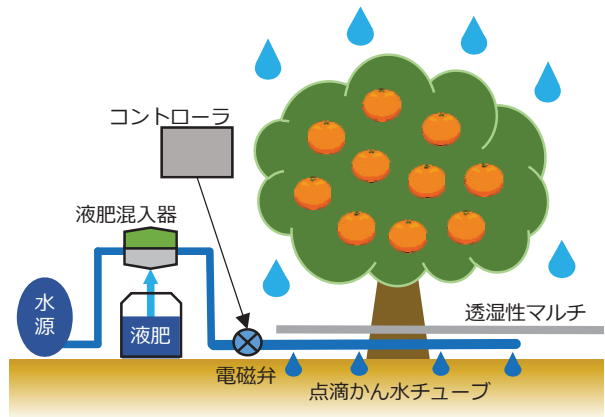 コントローラ
液肥混入器
水
源
液肥
電磁弁
透湿性マルチ
点滴かん水チューブ